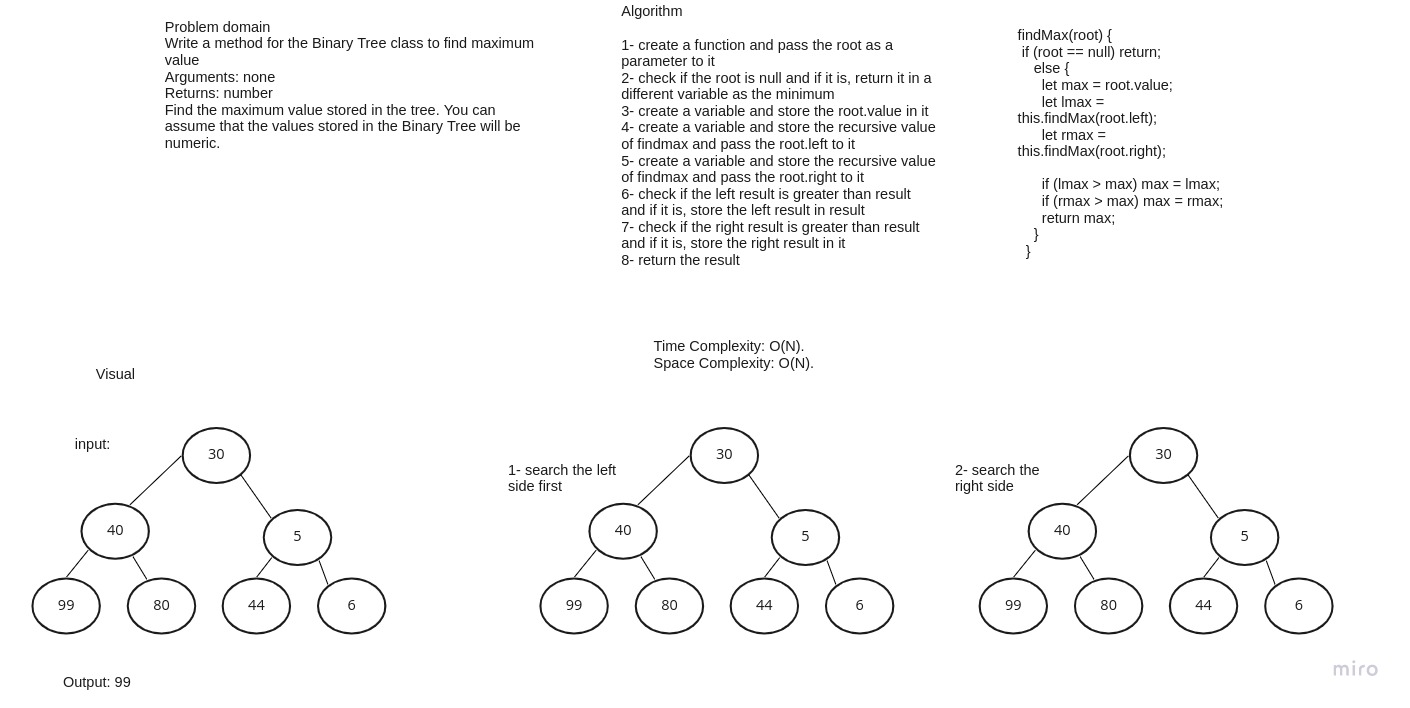 Problem domain
Write a method for the Binary Tree class to find maximum
value
Arguments: none
Returns: number
Find the maximum value stored in the tree. You can
assume that the values stored in the Binary Tree will be
numeric.
Algorithm
1- create a function and pass the root as a
parameter to it
2- check if the root is null and if it is, return it in a
different variable as the minimum
3- create a variable and store the root.value in it
4- create a variable and store the recursive value
of findmax and pass the root.left to it
5- create a variable and store the recursive value
of findmax and pass the root.right to it
6- check if the left result is greater than result
and if it is, store the left result in result
7- check if the right result is greater than result
and if it is, store the right result in it
8- return the result
findMax(root) {
if (root == null) return;
else {
let max = root.value;
let lmax =
this.findMax(root.left);
let rmax =
this.findMax(root.right);
if (lmax > max) max = lmax;
if (rmax > max) max = rmax;
return max;
}
}
Time Complexity: O(N).
Space Complexity: O(N).
Visual
input:
30
40
5
99
80
44
6
Output: 99
1- search the left
side first
30
40
5
99
80
44
6
2- search the
right side
30
40
5
99
80
44
6
miro